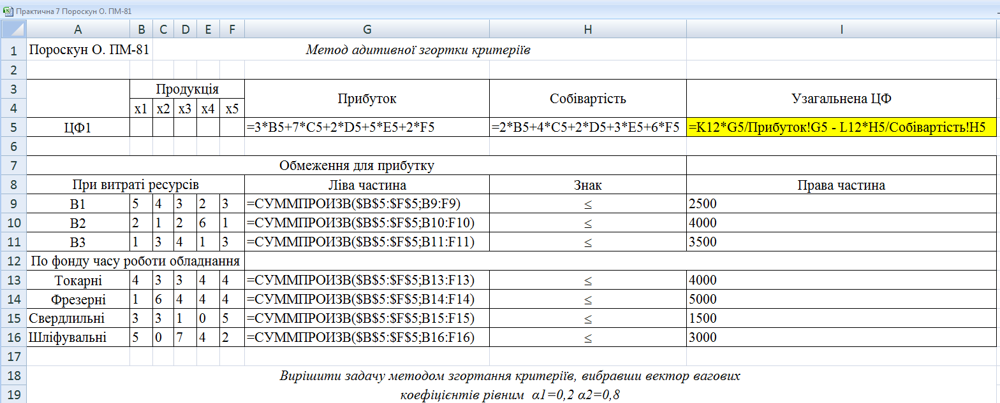 Практична 7 Пороскун О. ПМ-81
A B C D E F G H I
1 Пороскун О. ПМ-81 Метод адитивної згортки критеріїв
2
3 Продукція Прибуток Собівартість Узагальнена ЦФ
4 x1 x2 x3 x4 x5
5 ЦФ1 =3*B5+7*C5+2*D5+5*E5+2*F5 =2*B5+4*C5+2*D5+3*E5+6*F5 =K12*G5/Прибуток!G5 - L12*H5/Собівартість!H5
6
7 Обмеження для прибутку
8 При витраті ресурсів Ліва частина Знак Права частина
9 В1 5 4 3 2 3 =СУММПРОИЗВ($B$5:$F$5;B9:F9) ≤ 2500
10 В2 2 1 2 6 1 =СУММПРОИЗВ($B$5:$F$5;B10:F10) ≤ 4000
11 В3 1 3 4 1 3 =СУММПРОИЗВ($B$5:$F$5;B11:F11) ≤ 3500
12 По фонду часу роботи обладнання
13 Токарні 4 3 3 4 4 =СУММПРОИЗВ($B$5:$F$5;B13:F13) ≤ 4000
14 Фрезерні 1 6 4 4 4 =СУММПРОИЗВ($B$5:$F$5;B14:F14) ≤ 5000
15 Свердлильні 3 3 1 0 5 =СУММПРОИЗВ($B$5:$F$5;B15:F15) ≤ 1500
16 Шліфувальні 5 0 7 4 2 =СУММПРОИЗВ($B$5:$F$5;B16:F16) ≤ 3000
17
18 Вирішити задачу методом згортання критеріїв, вибравши вектор вагових
19 коефіцієнтів рівним α1=0,2 α2=0,8